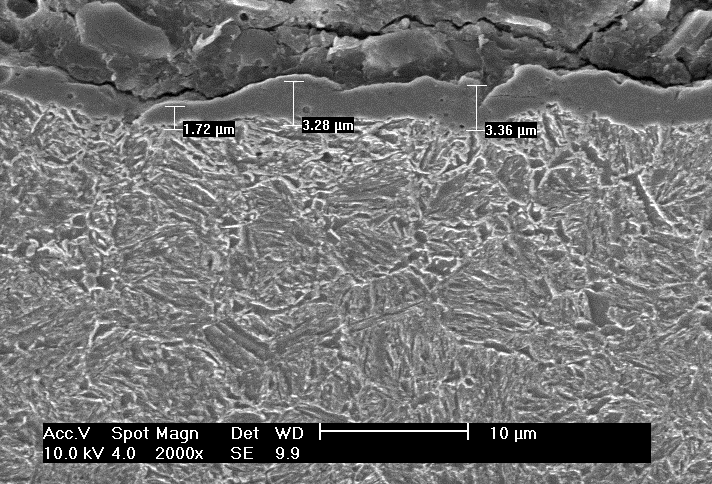 1.72 µm
3.28 µm
3.36 µm
Acc.V Spot Magn Det WD 10 µm
10.0 kV 4.0 2000x SE 9.9